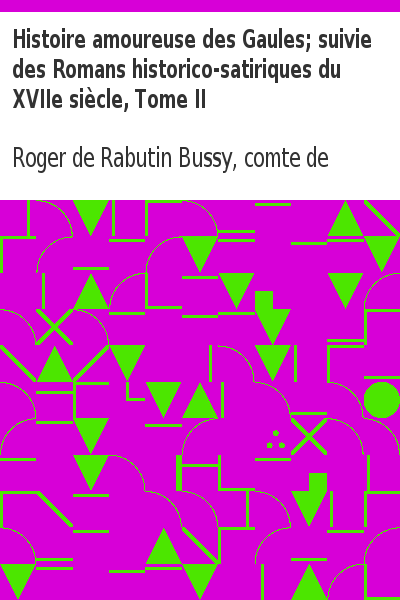 Histoire amoureuse des Gaules; suivie
des Romans historico-satiriques du
XVIIe siècle, Tome II
Roger de Rabutin Bussy, comte de